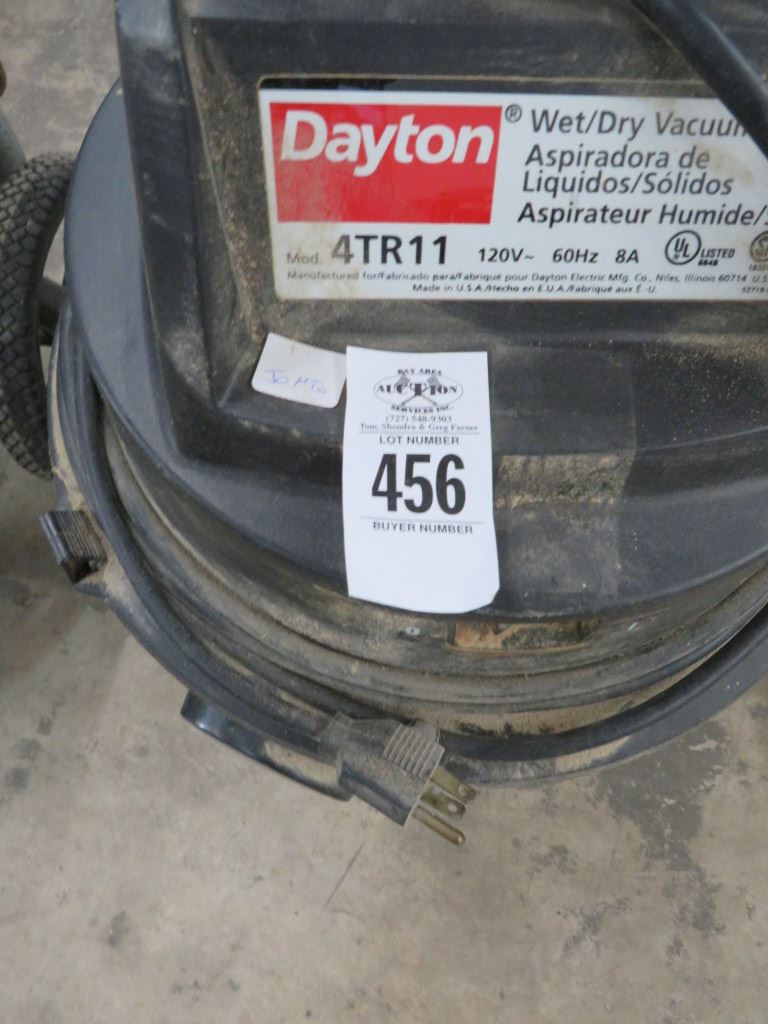 Dayton®
Wet/Dry Vacuum
Aspiradora de
Liquidos/Sólidos
Aspirateur Humide/
Mod. 4TR11 120V~ 60Hz 8A UL LISTED
Manufactured for/Fabricado para/Fabriqué pour Dayton Electric Mfg. Co., Niles, Illinois 60714 U.S
Made in U.S.A./Hecho en E.U.A./Fabriqué aux É.-U.
BAY AREA
AUCTION
SERVICES INC.
(727) 548-9303
Tom, Shondra & Greg Farner
LOT NUMBER
456
BUYER NUMBER